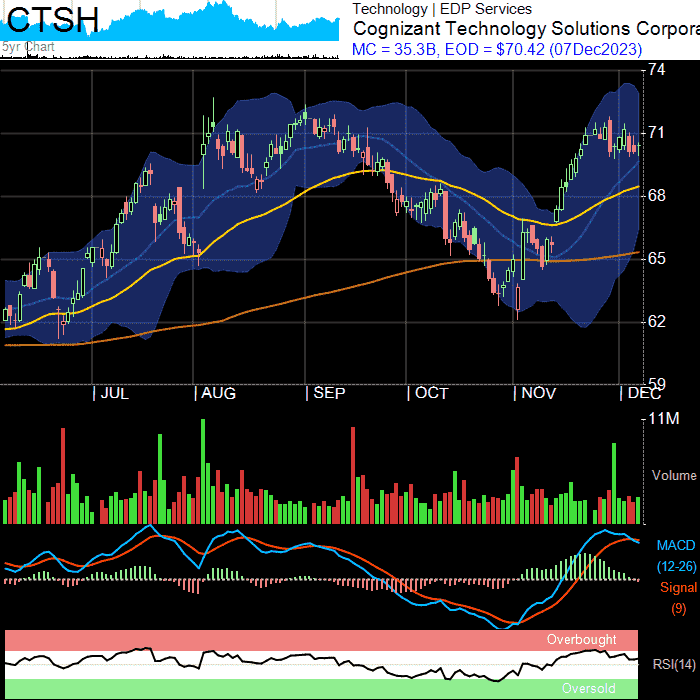 CTSH
5yr Chart
Technology | EDP Services
Cognizant Technology Solutions Corpora
MC = 35.3B, EOD = $70.42 (07Dec2023)
74
71
68
65
62
59
JUL
AUG
SEP
OCT
NOV
DEC
11M
Volume
MACD
(12-26)
Signal
(9)
Overbought
RSI(14)
Oversold